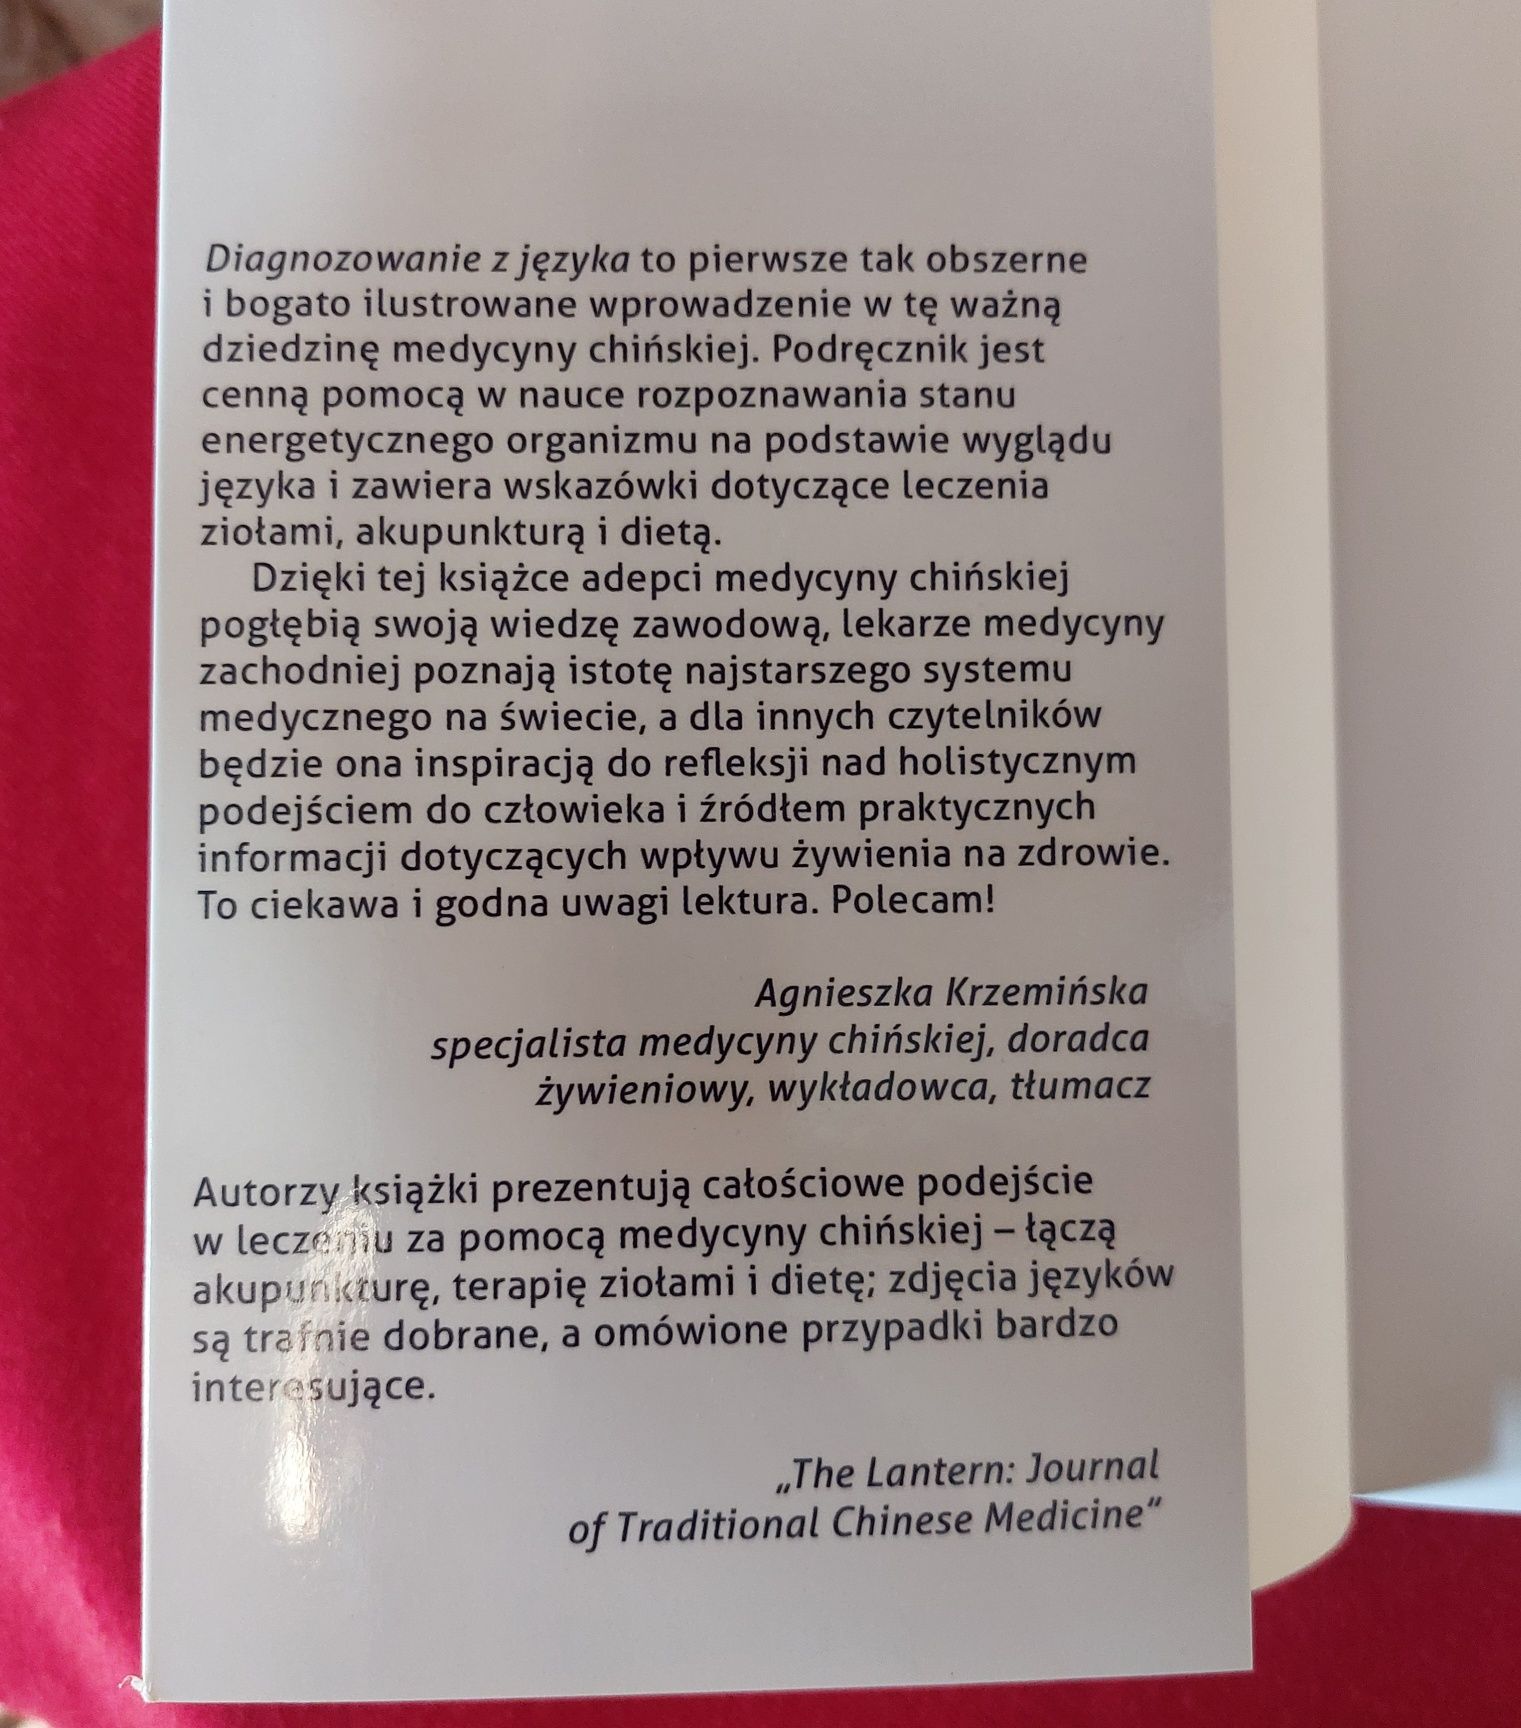 Diagnozowanie z języka to pierwsze tak obszerne
i bogato ilustrowane wprowadzenie w tę ważną
dziedzinę medycyny chińskiej. Podręcznik jest
cenną pomocą w nauce rozpoznawania stanu
energetycznego organizmu na podstawie wyglądu
języka i zawiera wskazówki dotyczące leczenia
ziołami, akupunkturą i dietą.
Dzięki tej książce adepci medycyny chińskiej
pogłębią swoją wiedzę zawodową, lekarze medycyny
zachodniej poznają istotę najstarszego systemu
medycznego na świecie, a dla innych czytelników
będzie ona inspiracją do refleksji nad holistycznym
podejściem do człowieka i źródłem praktycznych
informacji dotyczących wpływu żywienia na zdrowie.
To ciekawa i godna uwagi lektura. Polecam!
Agnieszka Krzemińska
specjalista medycyny chińskiej, doradca
żywieniowy, wykładowca, tłumacz
Autorzy książki prezentują całościowe podejście
w leczeniu za pomocą medycyny chińskiej – łączą
akupunkturę, terapię ziołami i dietę; zdjęcia języków
są trafnie dobrane, a omówione przypadki bardzo
interesujące.
„The Lantern: Journal
of Traditional Chinese Medicine“